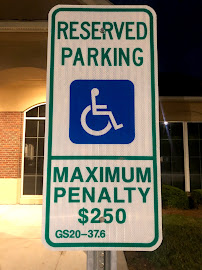 RESERVED
PARKING
MAXIMUM
PENALTY
$250
GS20-37.6